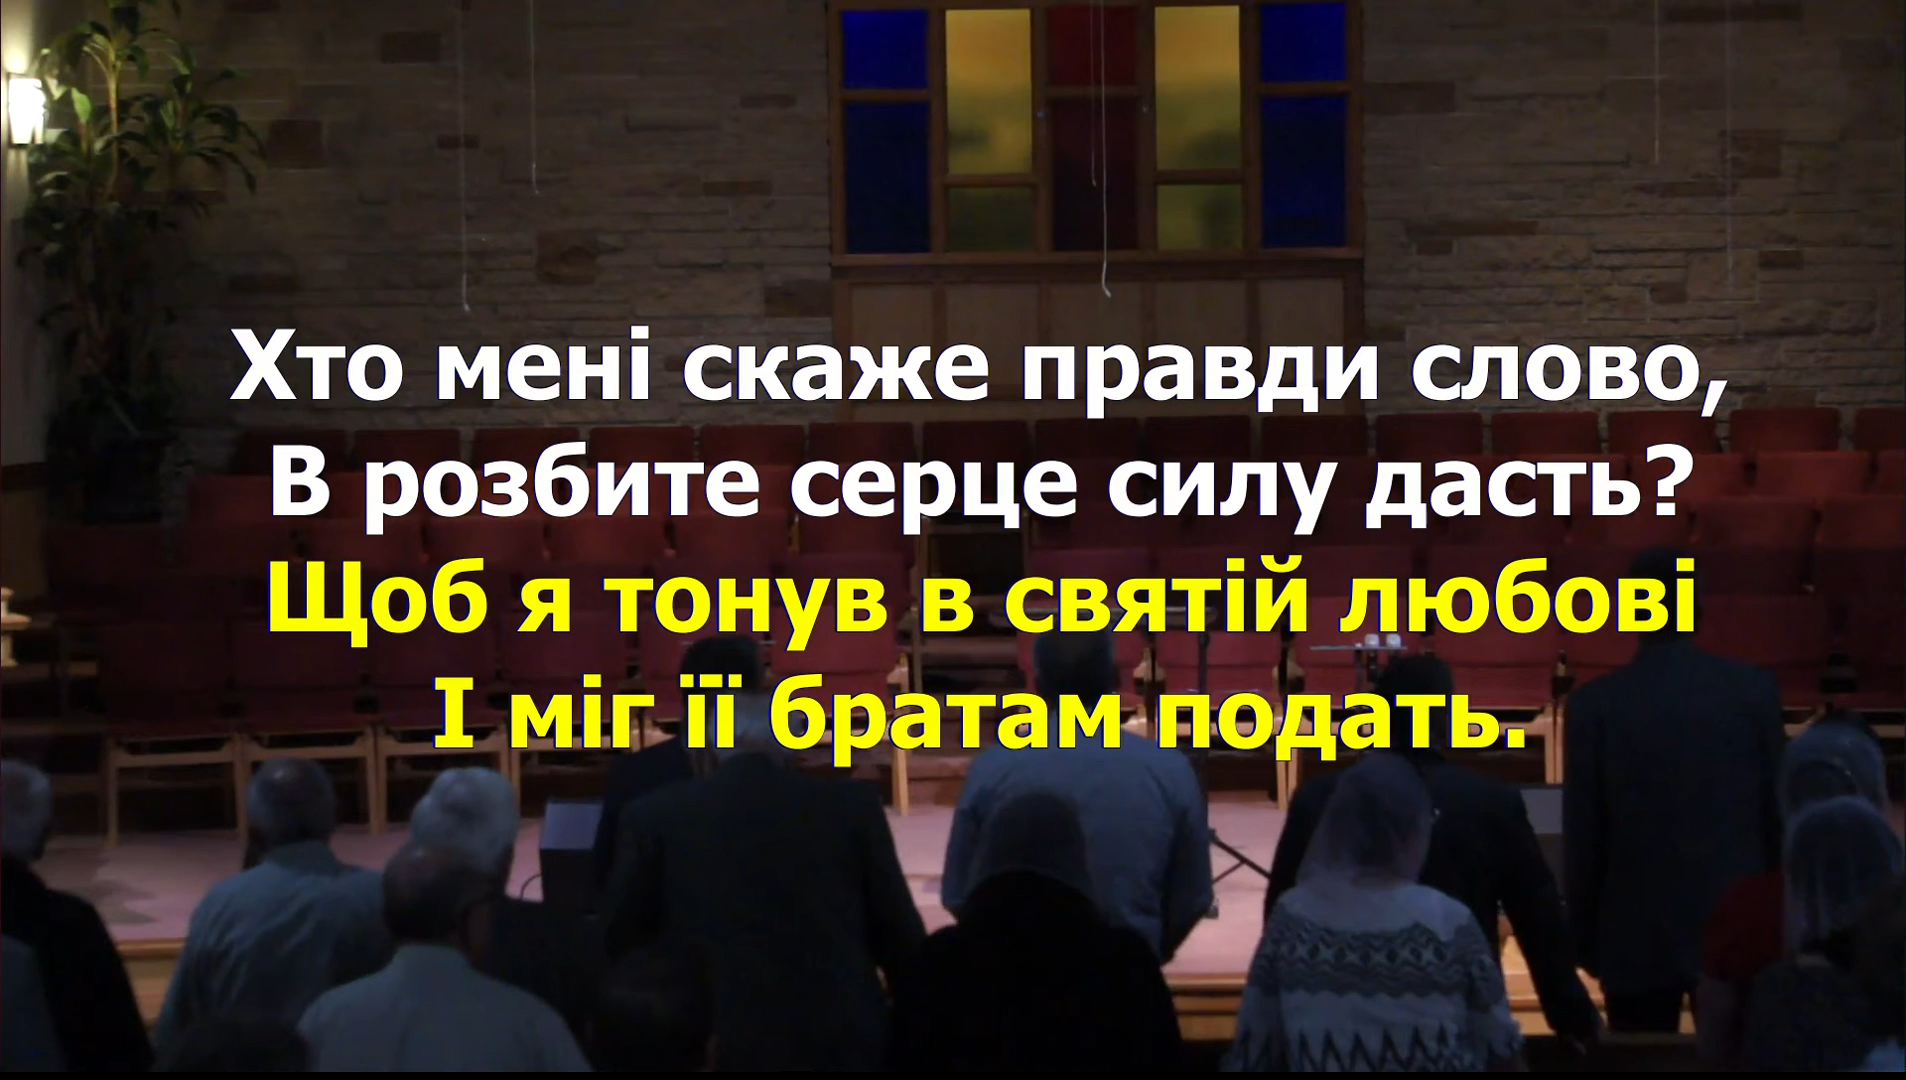 Хто мені скаже правди слово,
В розбите серце силу дасть?
Щоб я тонув в святій любові
І міг її братам подать.